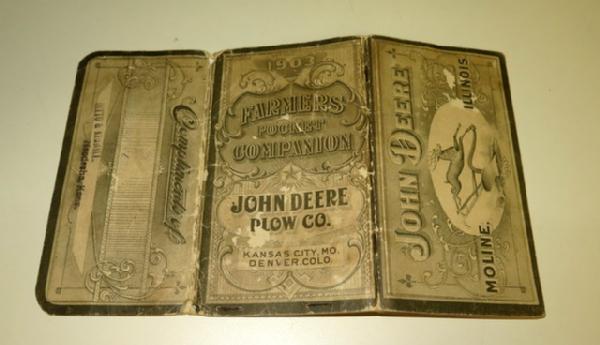 Compliments of
1903
FARMERS'
POCKET
COMPANION
JOHN DEERE
PLOW CO.
KANSAS CITY, MO.
DENVER, COLO.
JOHN DEERE
MOLINE, ILLINOIS.